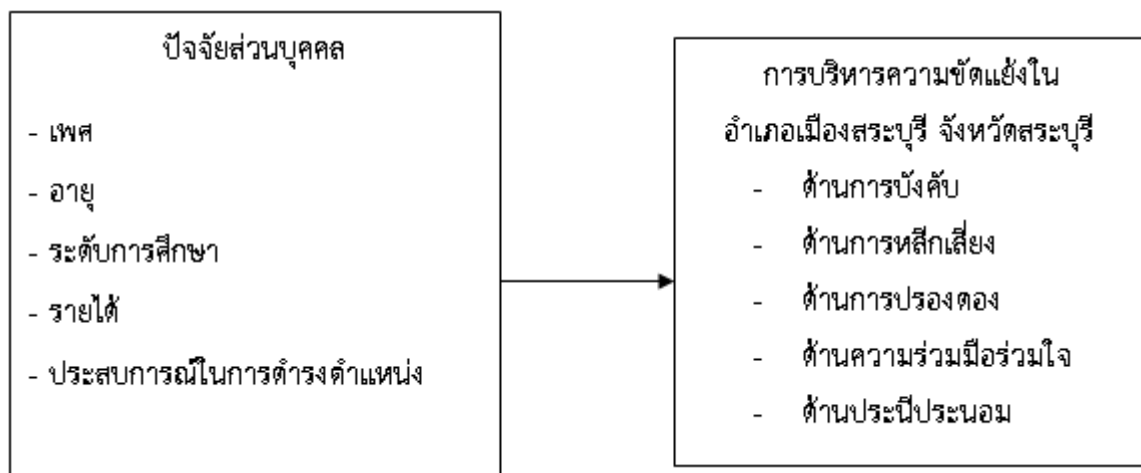 ปัจจัยส่วนบุคคล
- เพศ
- อายุ
- ระดับการศึกษา
- รายได้
- ประสบการณ์ในการดำรงตำแหน่ง
การบริหารความขัดแย้งใน
อำเภอเมืองสระบุรี จังหวัดสระบุรี
- ด้านการบังคับ
- ด้านการหลีกเลี่ยง
- ด้านการปรองดอง
- ด้านความร่วมมือร่วมใจ
- ด้านประนีประนอม